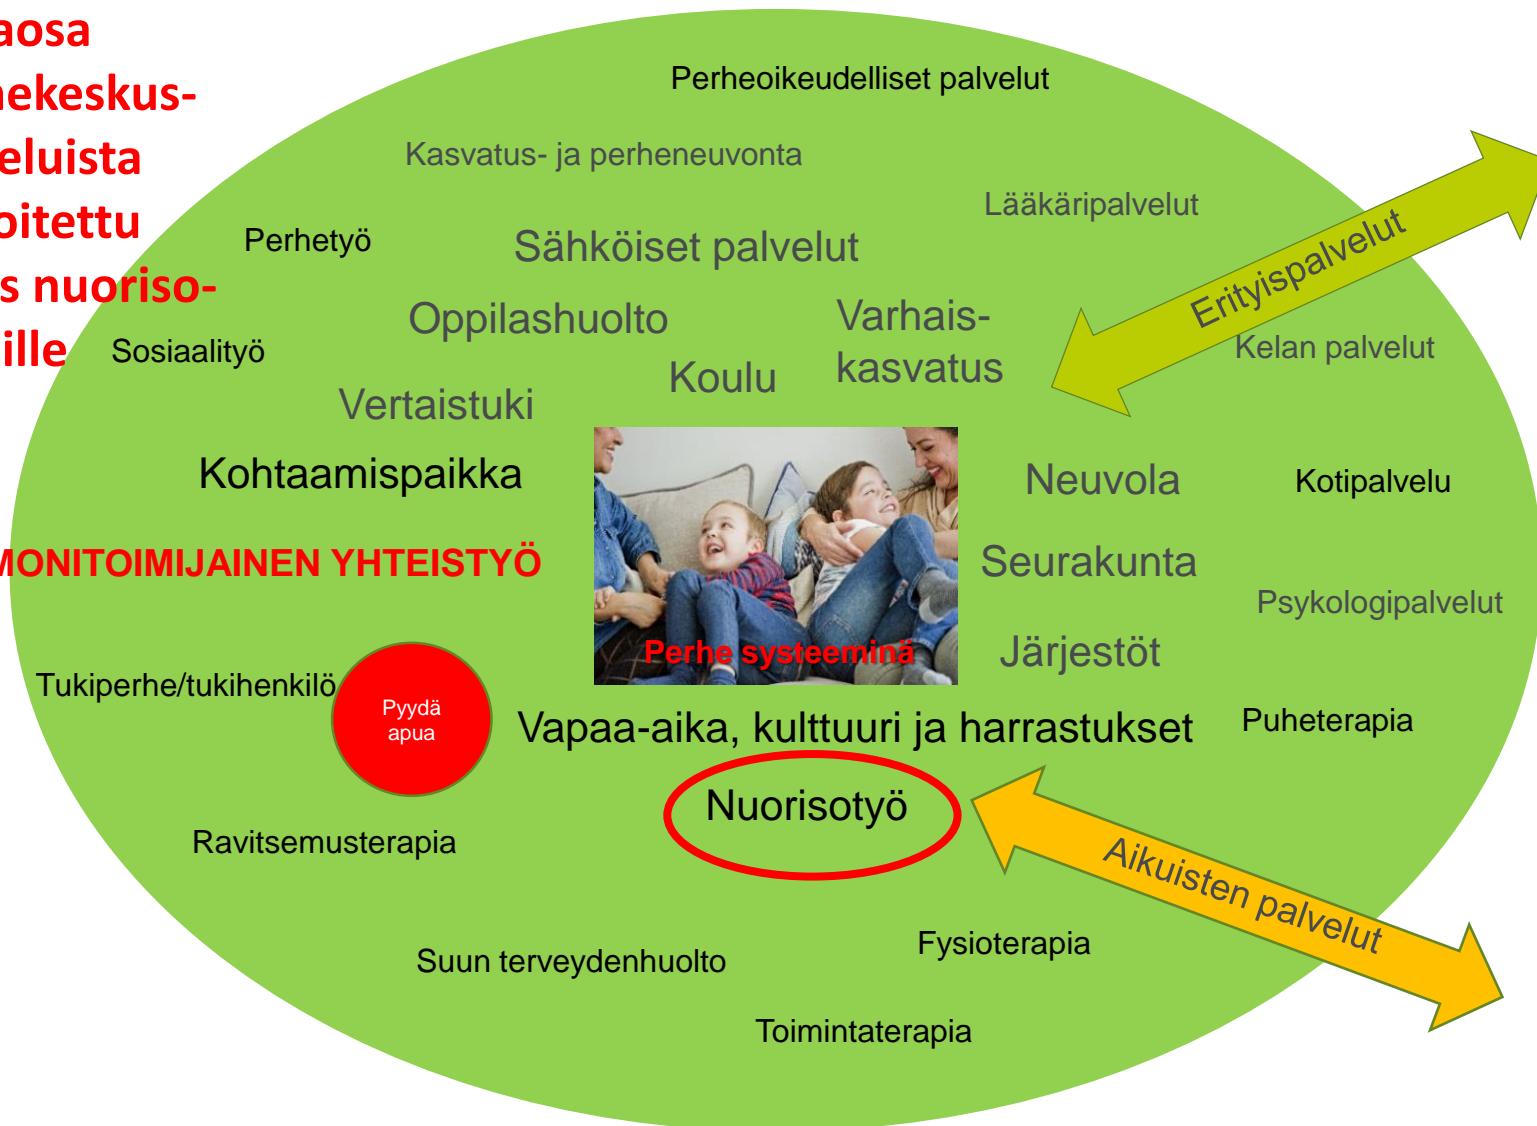 aosa
nekeskus-
eluista
oitettu
s nuoriso-
ille
Perheoikeudelliset palvelut
Kasvatus- ja perheneuvonta
Lääkäripalvelut
Perhetyö
Sähköiset palvelut
Erityispalvelut
Oppilashuolto
Varhais-
kasvatus
Sosiaalityö
Koulu
Kelan palvelut
Vertaistuki
Kohtaamispaikka
Neuvola
Kotipalvelu
MONITOIMIJAINEN YHTEISTYÖ
Seurakunta
Psykologipalvelut
Perhe systeeminä
Järjestöt
Tukiperhe/tukihenkilö
Pyydä
apua
Vapaa-aika, kulttuuri ja harrastukset
Puheterapia
Nuorisotyö
Ravitsemusterapia
Aikuisten palvelut
Suun terveydenhuolto
Fysioterapia
Toimintaterapia